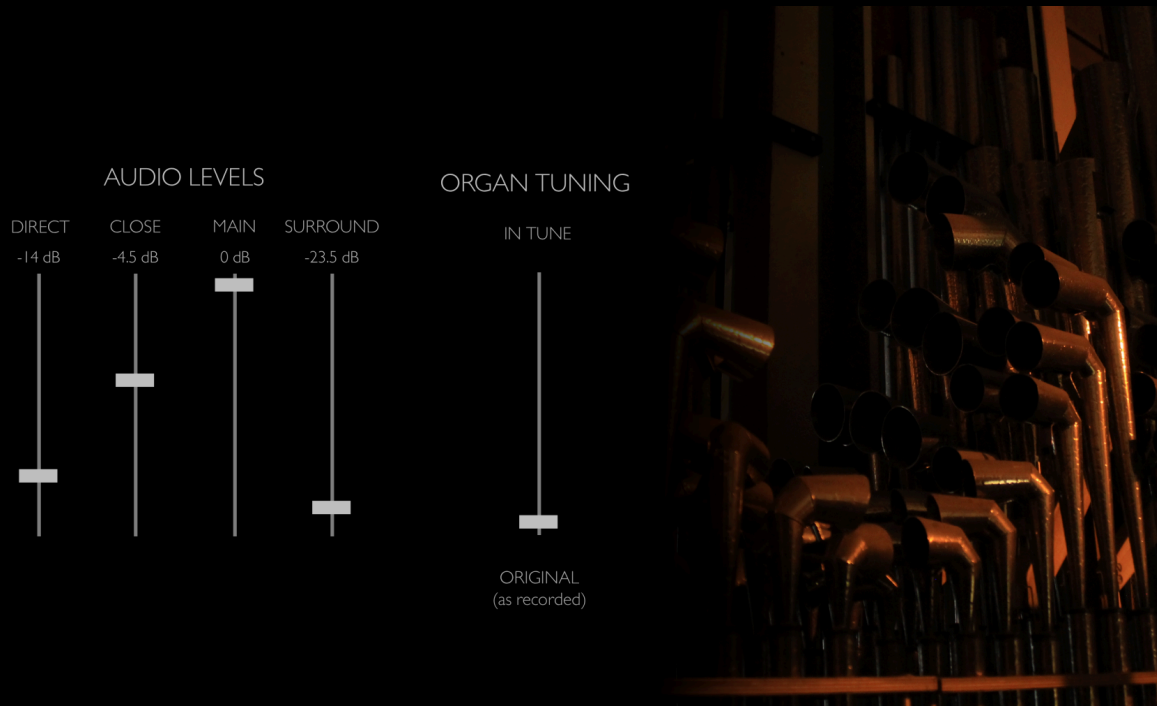 AUDIO LEVELS
DIRECT
CLOSE
MAIN
SURROUND
-14 dB
-4.5 dB
0 dB
-23.5 dB
ORGAN TUNING
IN TUNE
ORIGINAL
(as recorded)